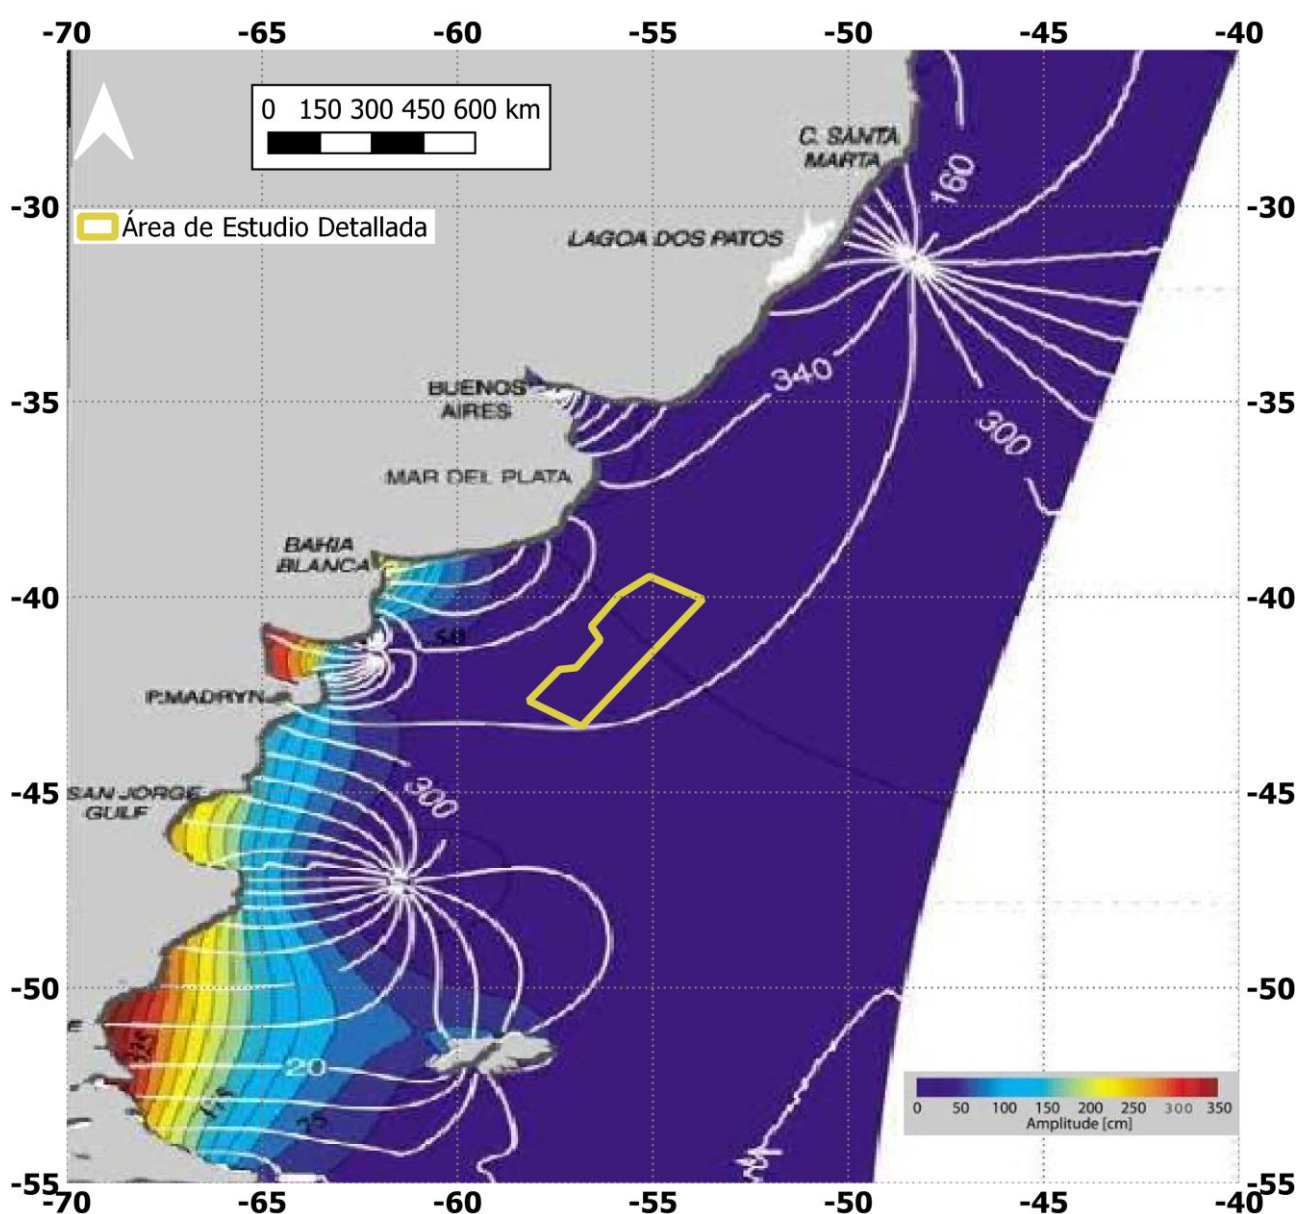 -70 -65 -60 -55 -50 -45 -40
0 150 300 450 600 km
C. SANTA
MARTA
160
-30 -30
Área de Estudio Detallada
LAGOA DOS PATOS
340
BUENOS
AIRES
-35 -35
300
MAR DEL PLATA
BAHIA
BLANCA
-40 -40
50
P.MADRYN
300
-45 -45
SAN JORGE
GULF
-50 -50
E
325
20
175
75
0 50 100 150 200 250 300 350
Amplitude [cm]
-55 -55
-70 -65 -60 -55 -50 -45 -40